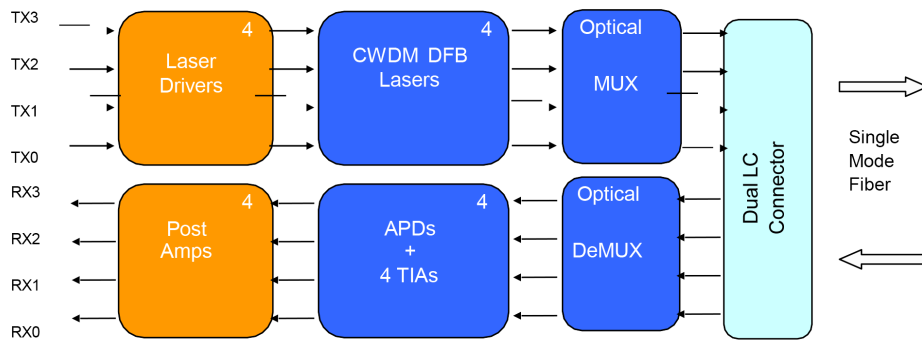 TX3
TX2
TX1
TX0
4
Laser
Drivers
4
CWDM DFB
Lasers
Optical
MUX
RX3
RX2
RX1
RX0
4
Post
Amps
4
APDs
+
4 TIAs
Optical
DeMUX
Dual LC
Connector
Single
Mode
Fiber